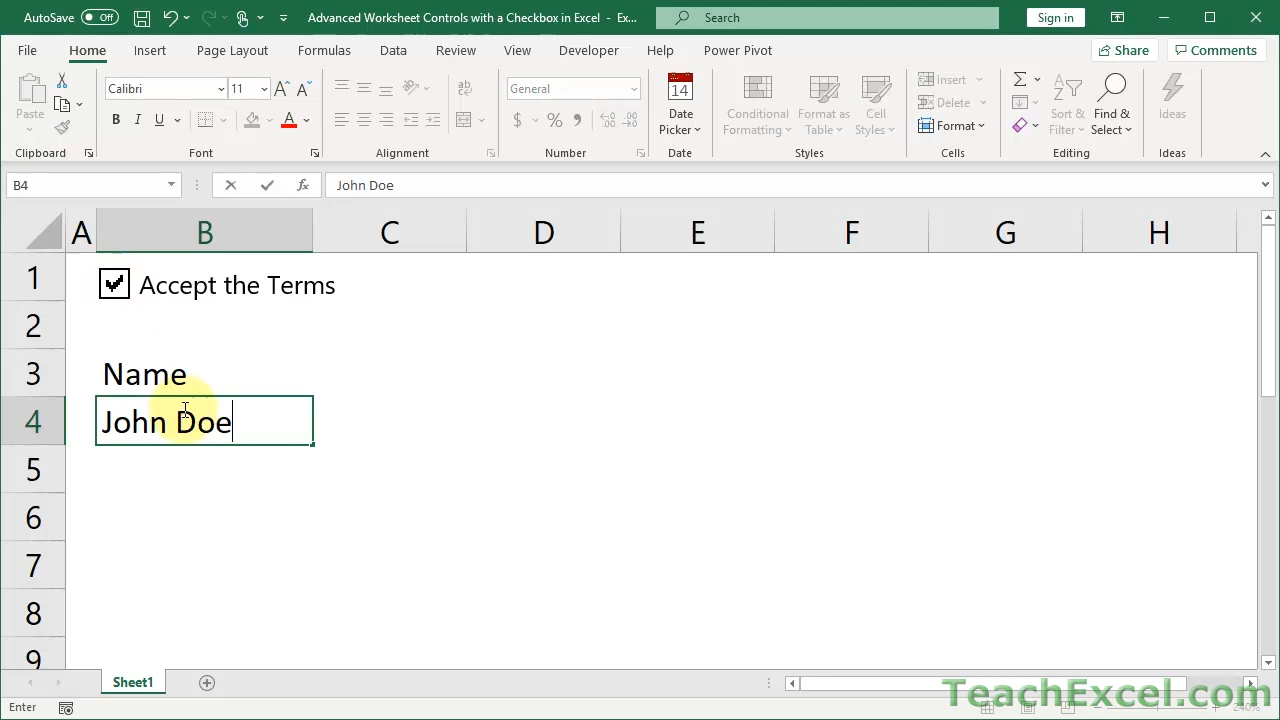 AutoSave Off Advanced Worksheet Controls with a Checkbox in Excel - Ex... Search Sign in
File Home Insert Page Layout Formulas Data Review View Developer Help Power Pivot Share Comments
Paste
Clipboard
Calibri 11
B I U A
Font
ab
Alignment
General
$ % 9
Number
14
Date Picker
Date
Conditional Formatting
Format as Table
Cell Styles
Styles
Insert
Delete
Format
Cells
Sort & Filter
Find & Select
Editing
Ideas
Ideas
B4 fx John Doe
A B C D E F G H
1 Accept the Terms
2
3 Name
4 John Doe
5
6
7
8
9
Sheet1
TeachExcel.com
Enter 240%